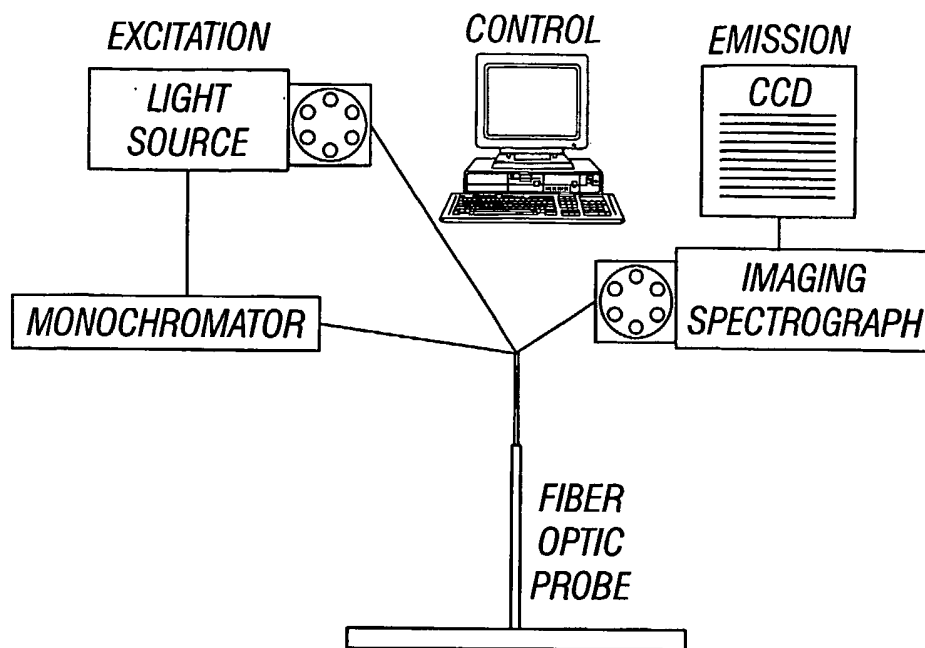 EXCITATION
LIGHT
SOURCE
MONOCHROMATOR
CONTROL
EMISSION
CCD
IMAGING
SPECTROGRAPH
FIBER
OPTIC
PROBE